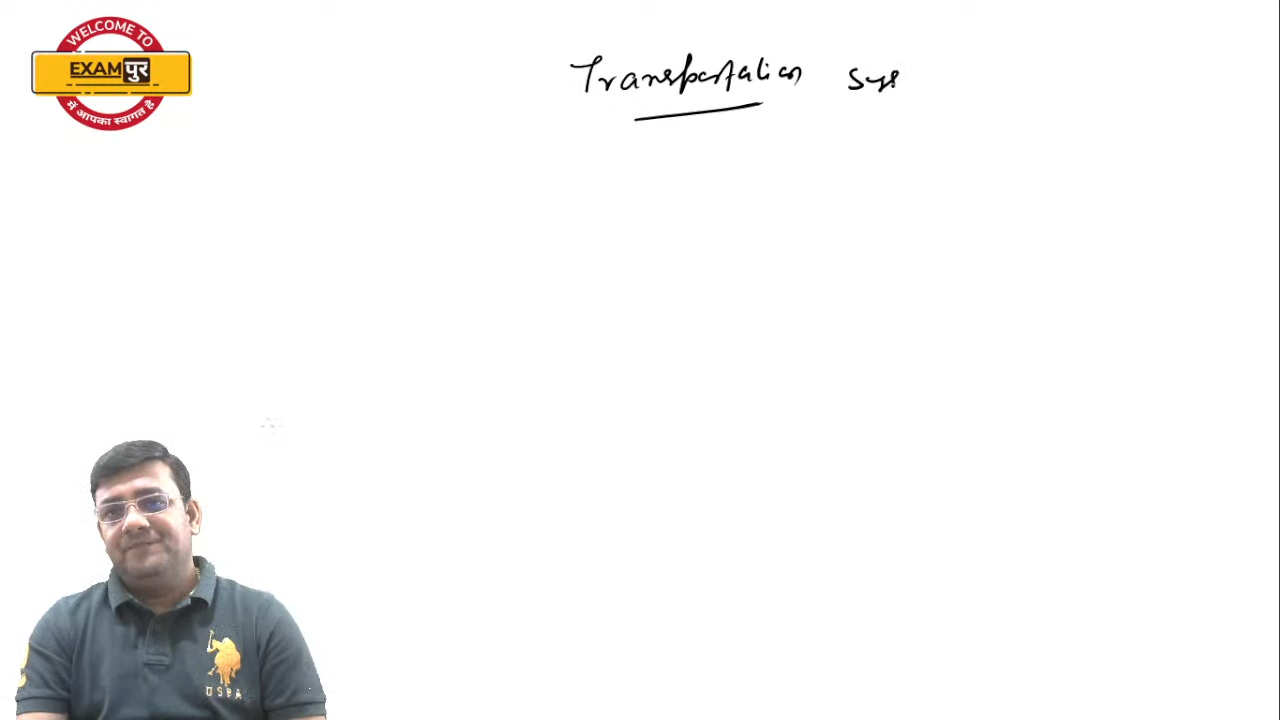 WELCOME TO
EXAMपुर
में आपका स्वागत है
Transportation Sys
USPA